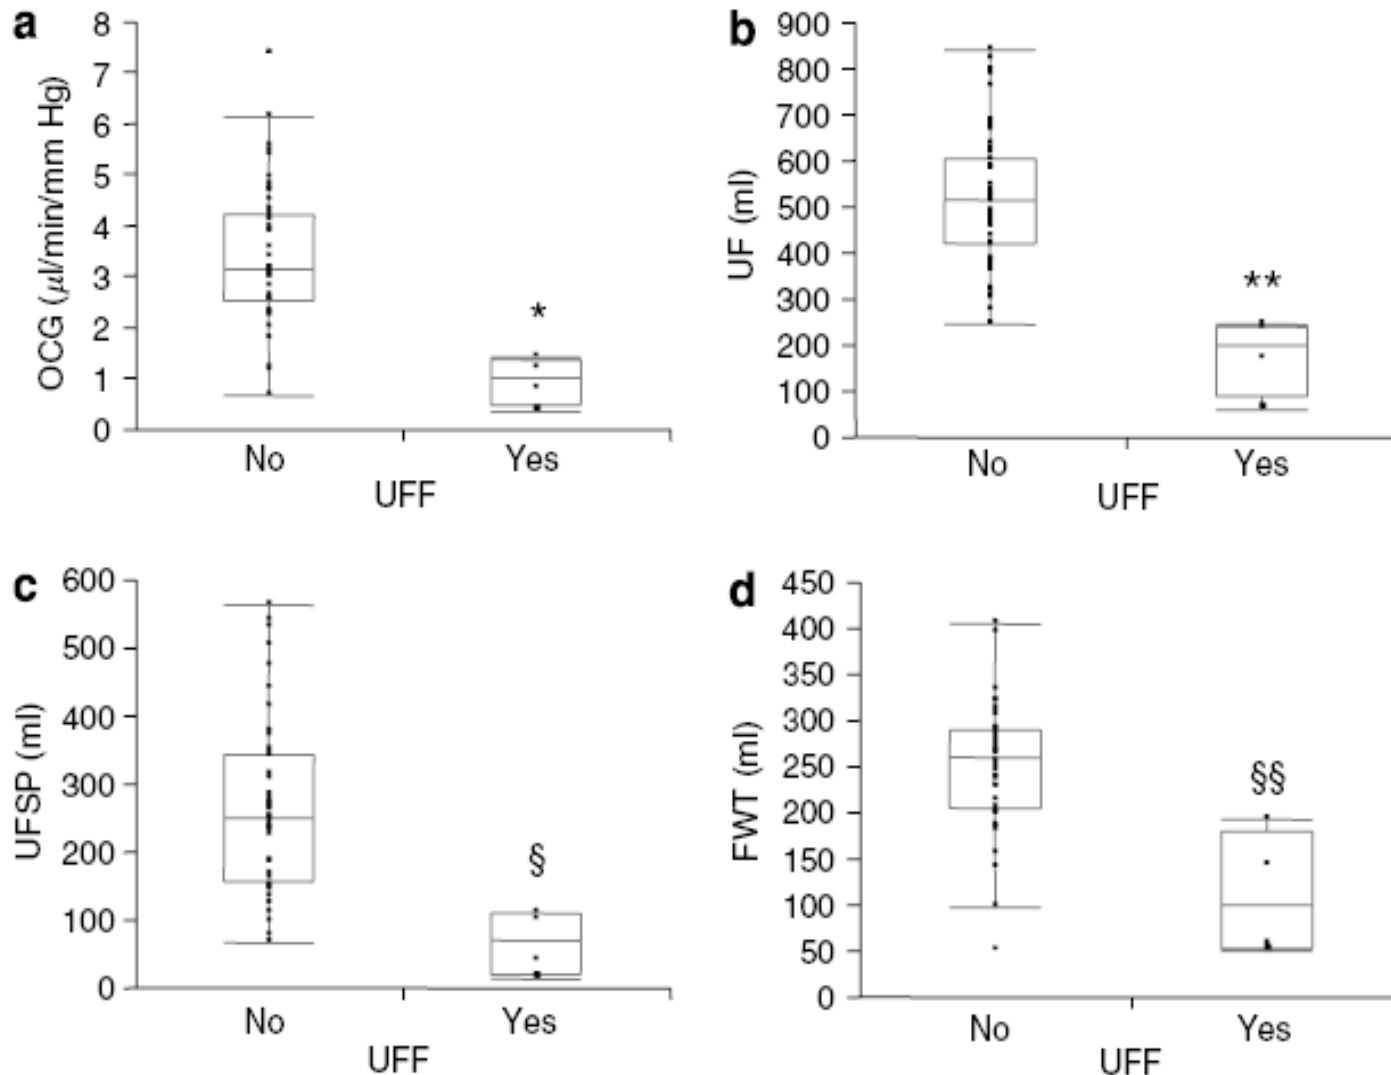 a
OCG (μl/min/mm Hg)
8
7
6
5
4
3
2
1
0
*
No
Yes
UFF
b
UF (ml)
900
800
700
600
500
400
300
200
100
0
**
No
Yes
UFF
c
UFSP (ml)
600
500
400
300
200
100
0
§
No
Yes
UFF
d
FWT (ml)
450
400
350
300
250
200
150
100
50
0
§§
No
Yes
UFF